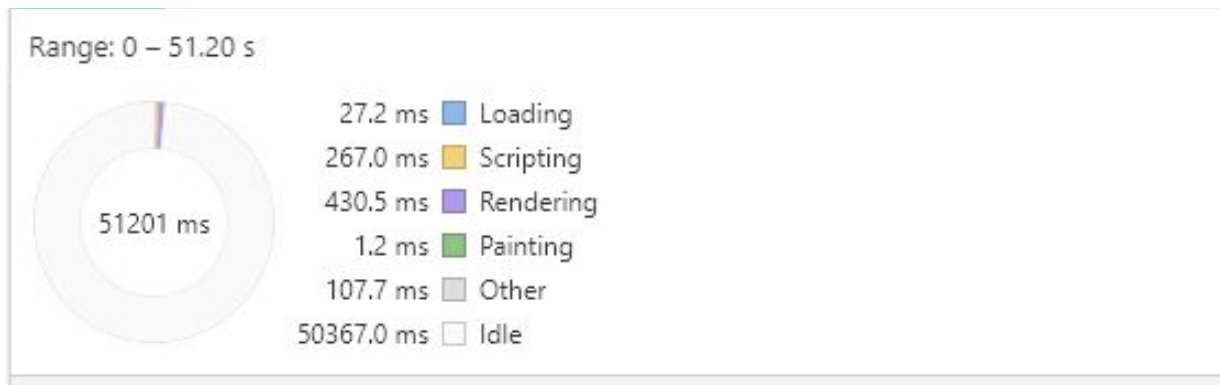 Range: 0 – 51.20 s
51201 ms
27.2 ms Loading
267.0 ms Scripting
430.5 ms Rendering
1.2 ms Painting
107.7 ms Other
50367.0 ms Idle